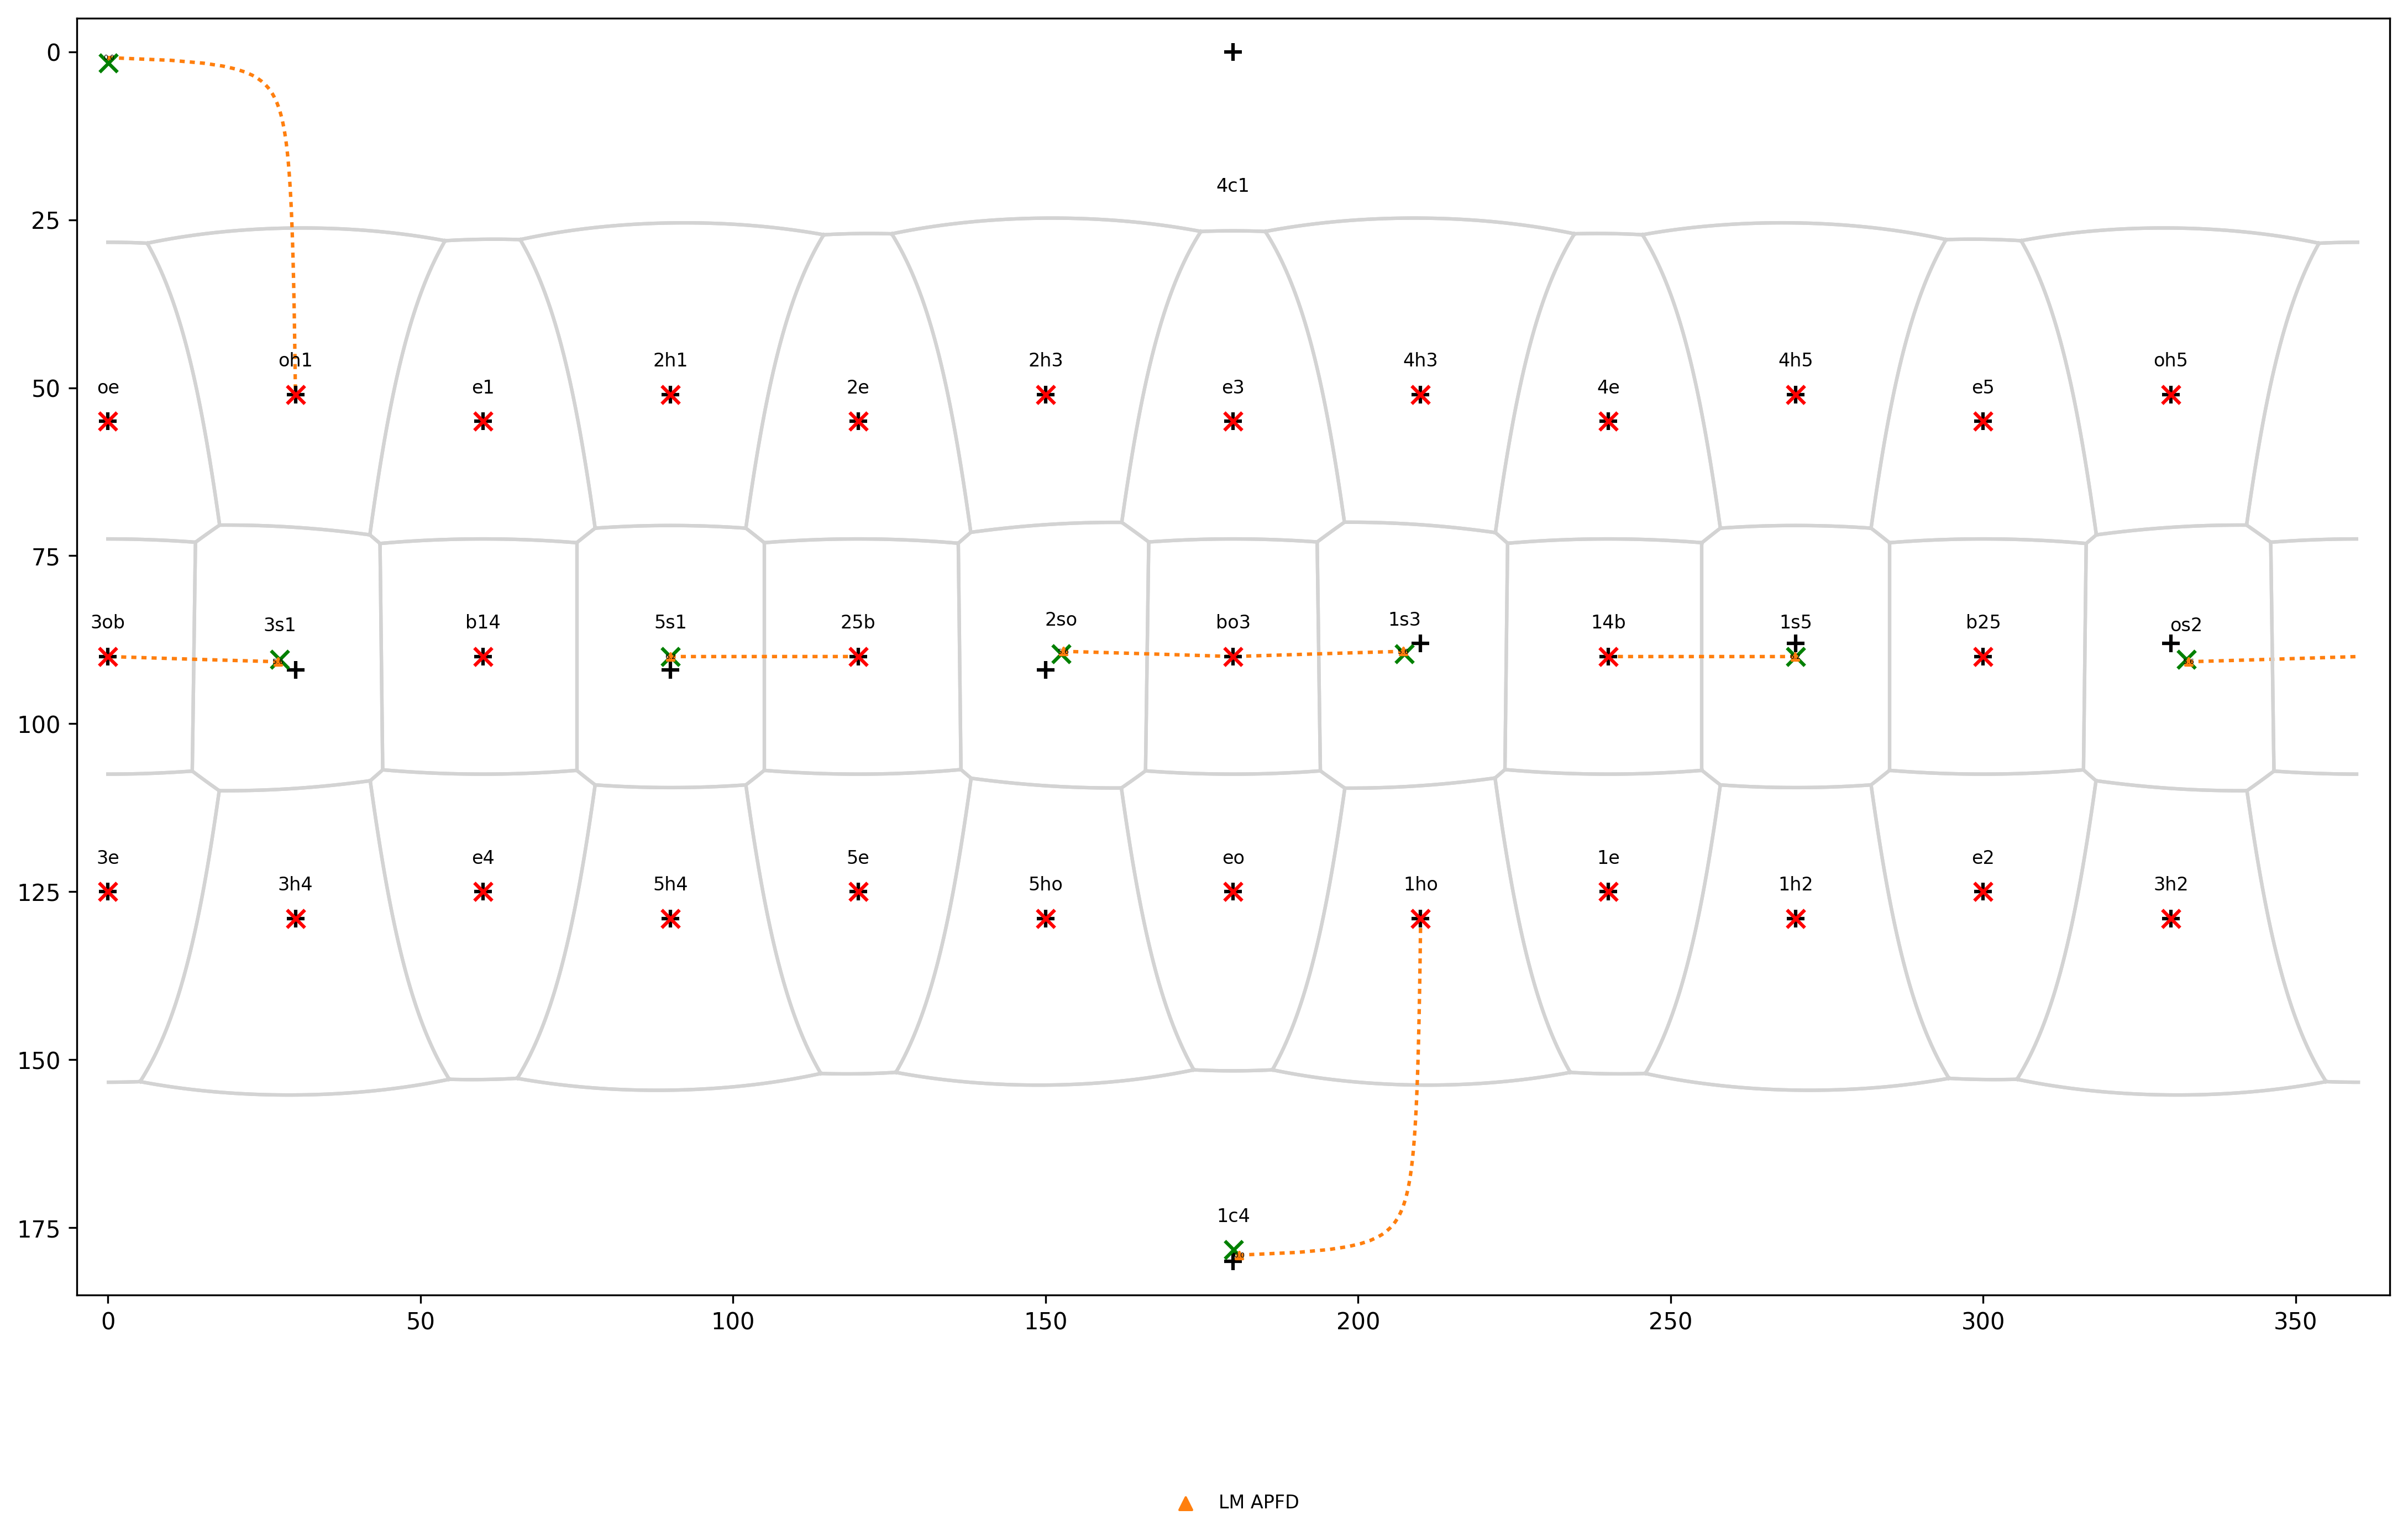 0
4c1
25
oh1 2h1 2h3 4h3 4h5 oh5
50 oe e1 2e e3 4e e5
75
3ob 3s1 b14 5s1 25b 2so bo3 1s3 14b 1s5 b25 os2
100
3e e4 5e eo 1e e2
125 3h4 5h4 5ho 1ho 1h2 3h2
150
175 1c4
0 50 100 150 200 250 300 350
LM APFD